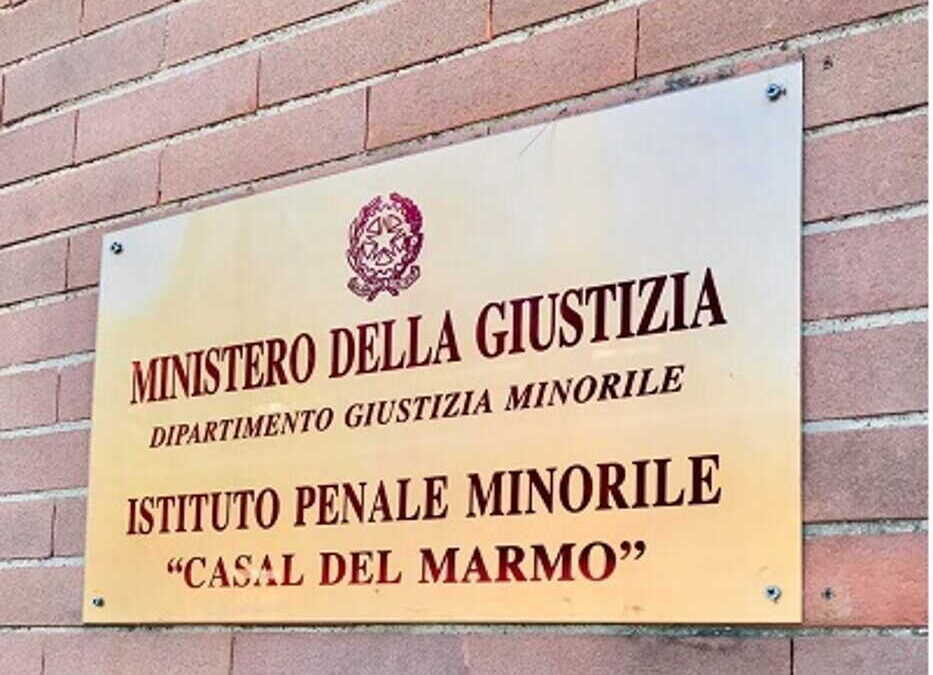 MINISTERO DELLA GIUSTIZIA
DIPARTIMENTO GIUSTIZIA MINORILE
ISTITUTO PENALE MINORILE
“CASAL DEL MARMO”